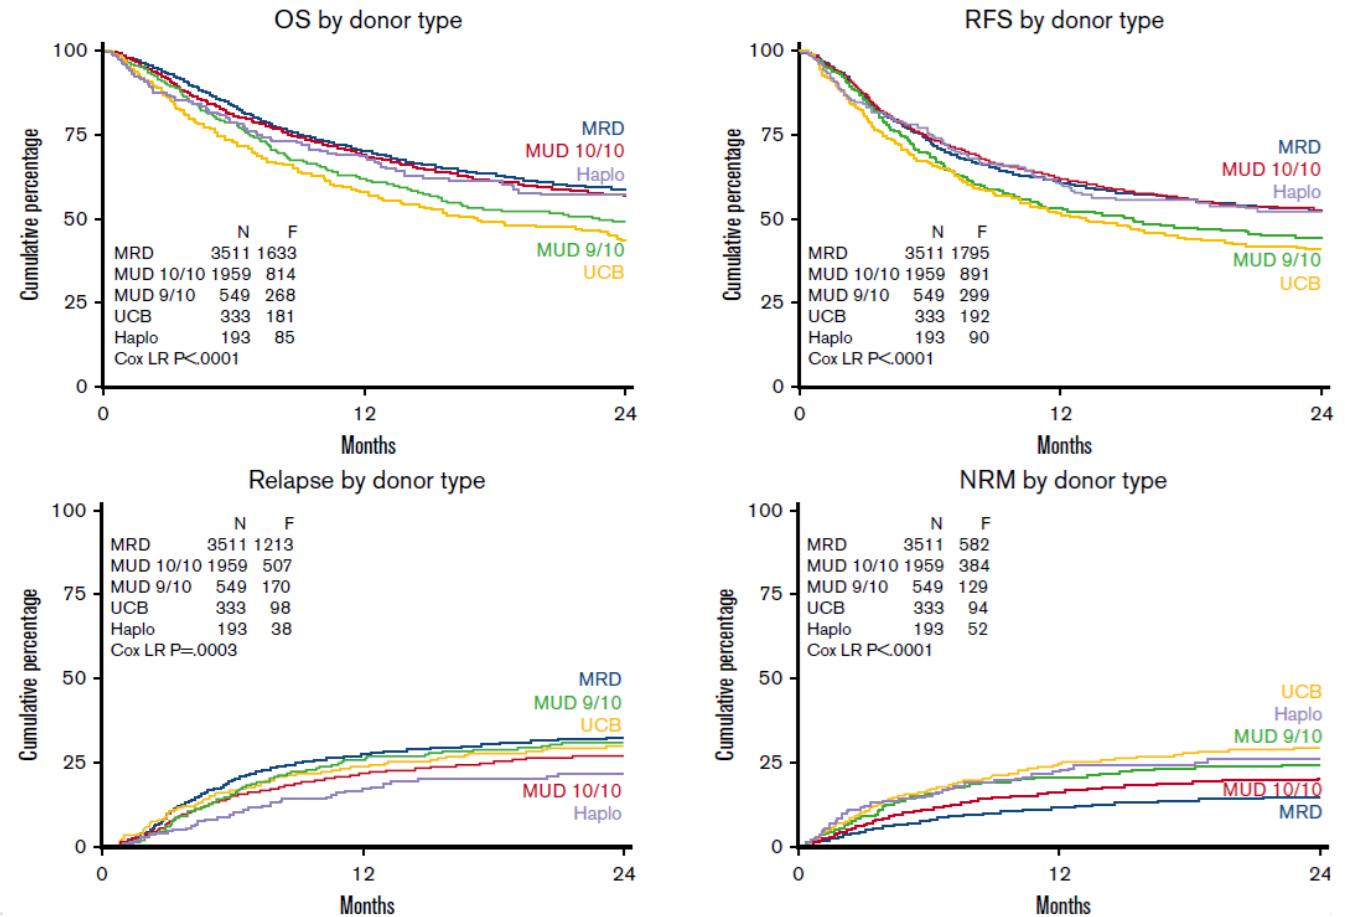 OS by donor type
100
75
50
25
0
Cumulative percentage
MRD
MUD 10/10
Haplo
MUD 9/10
UCB
N F
MRD 3511 1633
MUD 10/10 1959 814
MUD 9/10 549 268
UCB 333 181
Haplo 193 85
Cox LR P<.0001
0 12 24
Months
RFS by donor type
100
75
50
25
0
Cumulative percentage
MRD
MUD 10/10
Haplo
MUD 9/10
UCB
N F
MRD 3511 1795
MUD 10/10 1959 891
MUD 9/10 549 299
UCB 333 192
Haplo 193 90
Cox LR P<.0001
0 12 24
Months
Relapse by donor type
100
75
50
25
0
Cumulative percentage
N F
MRD 3511 1213
MUD 10/10 1959 507
MUD 9/10 549 170
UCB 333 98
Haplo 193 38
Cox LR P=.0003
MRD
MUD 9/10
UCB
MUD 10/10
Haplo
0 12 24
Months
NRM by donor type
100
75
50
25
0
Cumulative percentage
N F
MRD 3511 582
MUD 10/10 1959 384
MUD 9/10 549 129
UCB 333 94
Haplo 193 52
Cox LR P<.0001
UCB
Haplo
MUD 9/10
MUD 10/10
MRD
0 12 24
Months